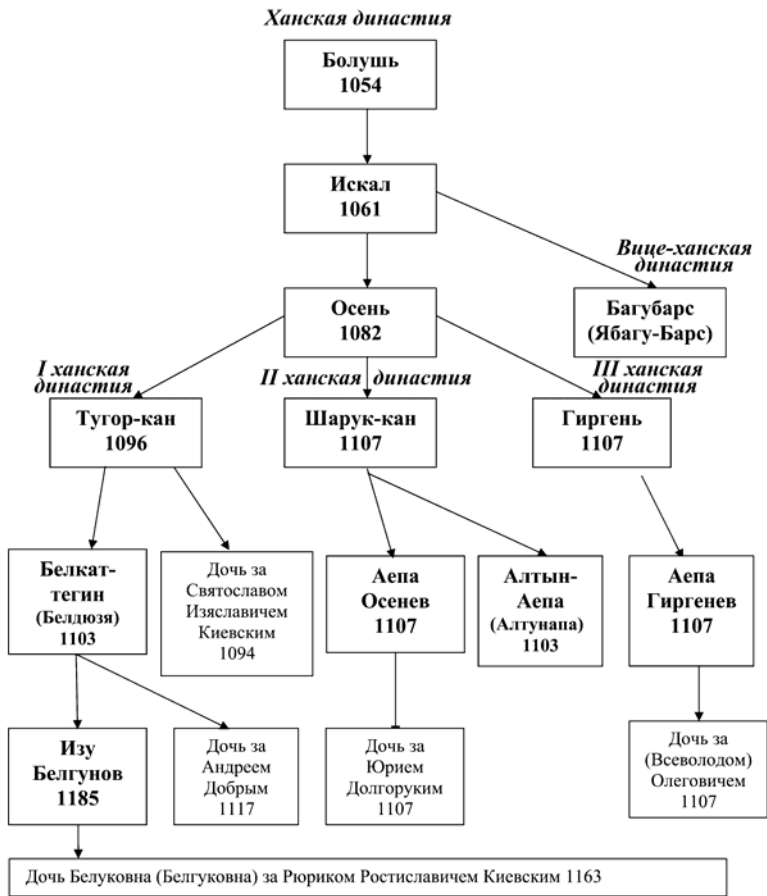 Ханская династия
Болушь
1054
Искал
1061
Вице-ханская
династия
Осень
1082
Багубарс
(Ябагу-Барс)
I ханская
династия
II ханская династия
III ханская
династия
Тугор-кан
1096
Шарук-кан
1107
Гиргень
1107
Белкат-
тегин
(Белдюзя)
1103
Дочь за
Святославом
Изяславичем
Киевским
1094
Аепа
Осенев
1107
Алтын-
Аепа
(Алтунапа)
1103
Аепа
Гиргенев
1107
Изу
Белгунов
1185
Дочь за
Андреем
Добрым
1117
Дочь за
Юрием
Долгоруким
1107
Дочь за
(Всеволодом)
Олеговичем
1107
Дочь Белуковна (Белгуковна) за Рюриком Ростиславичем Киевским 1163